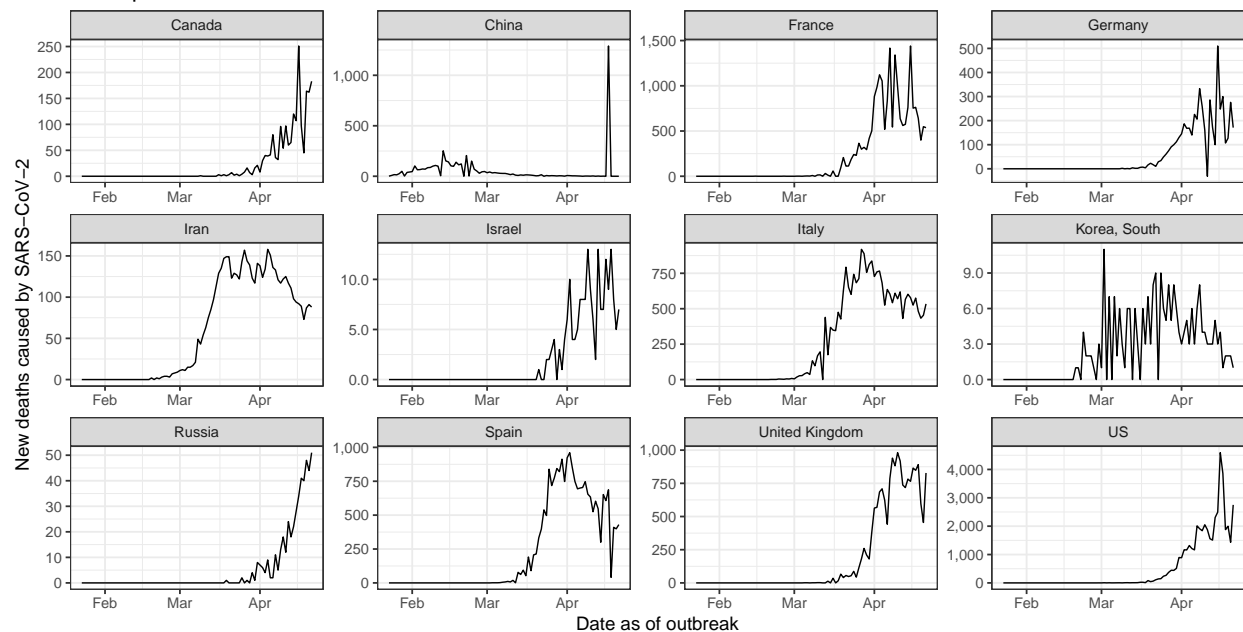 Canada China France Germany
250 200 150 100 50 0
1,000 500 0
1,500 1,000 500 0
500 400 300 200 100 0
Feb Mar Apr Feb Mar Apr Feb Mar Apr Feb Mar Apr
Iran Israel Italy Korea, South
150 100 50 0
10.0 5.0 0.0
750 500 250 0
9.0 6.0 3.0 0.0
Feb Mar Apr Feb Mar Apr Feb Mar Apr Feb Mar Apr
Russia Spain United Kingdom US
50 40 30 20 10 0
1,000 750 500 250 0
1,000 750 500 250 0
4,000 3,000 2,000 1,000 0
Feb Mar Apr Feb Mar Apr Feb Mar Apr Feb Mar Apr
New deaths caused by SARS−CoV−2
Date as of outbreak